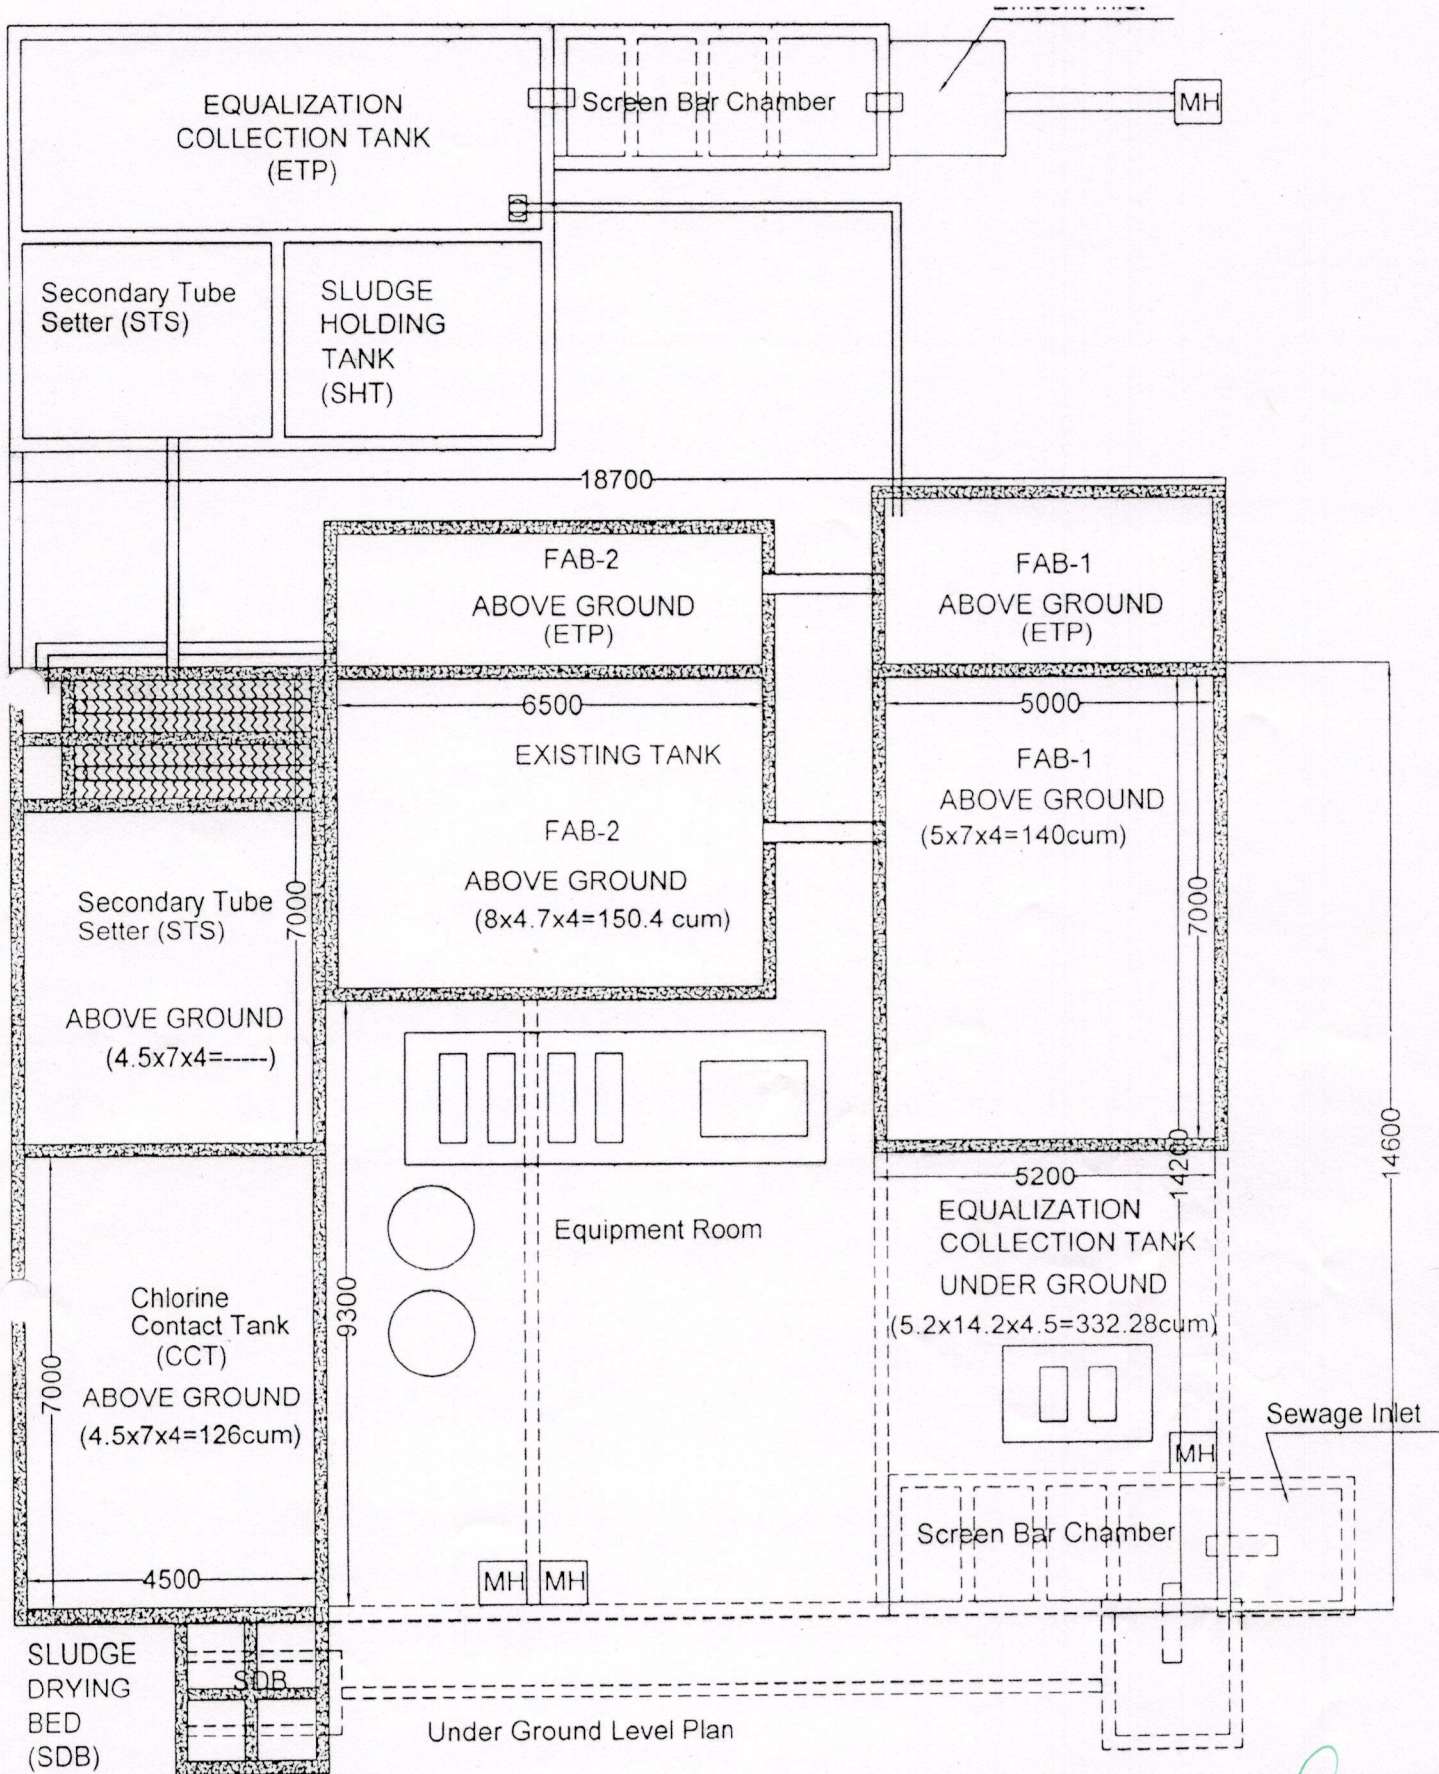 Effluent Inlet
EQUALIZATION
COLLECTION TANK
(ETP)
Screen Bar Chamber
MH
Secondary Tube
Setter (STS)
SLUDGE
HOLDING
TANK
(SHT)
18700
FAB-2
ABOVE GROUND
(ETP)
FAB-1
ABOVE GROUND
(ETP)
6500
EXISTING TANK
FAB-2
ABOVE GROUND
(8x4.7x4=150.4 cum)
5000
FAB-1
ABOVE GROUND
(5x7x4=140cum)
7000
7000
Secondary Tube
Setter (STS)
ABOVE GROUND
(4.5x7x4=-----)
14200
14600
5200
EQUALIZATION
COLLECTION TANK
UNDER GROUND
(5.2x14.2x4.5=332.28cum)
Equipment Room
9300
Chlorine
Contact Tank
(CCT)
ABOVE GROUND
(4.5x7x4=126cum)
7000
4500
Sewage Inlet
MH
Screen Bar Chamber
MH
MH
SLUDGE
DRYING
BED
(SDB)
SDB
Under Ground Level Plan